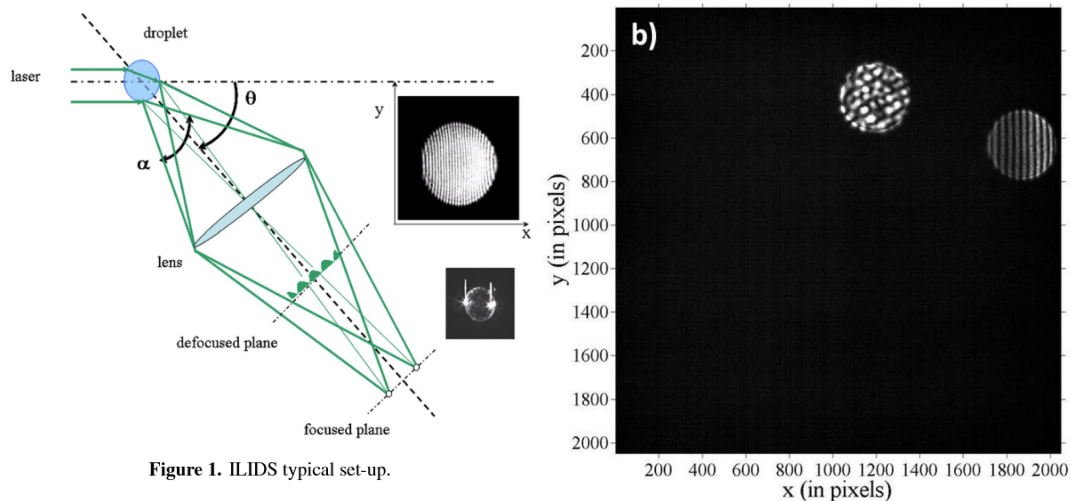 droplet
laser
θ
y
α
x
lens
defocused plane
focused plane
Figure 1. ILIDS typical set-up.
b)
y (in pixels)
200
400
600
800
1000
1200
1400
1600
1800
2000
200 400 600 800 1000 1200 1400 1600 1800 2000
x (in pixels)